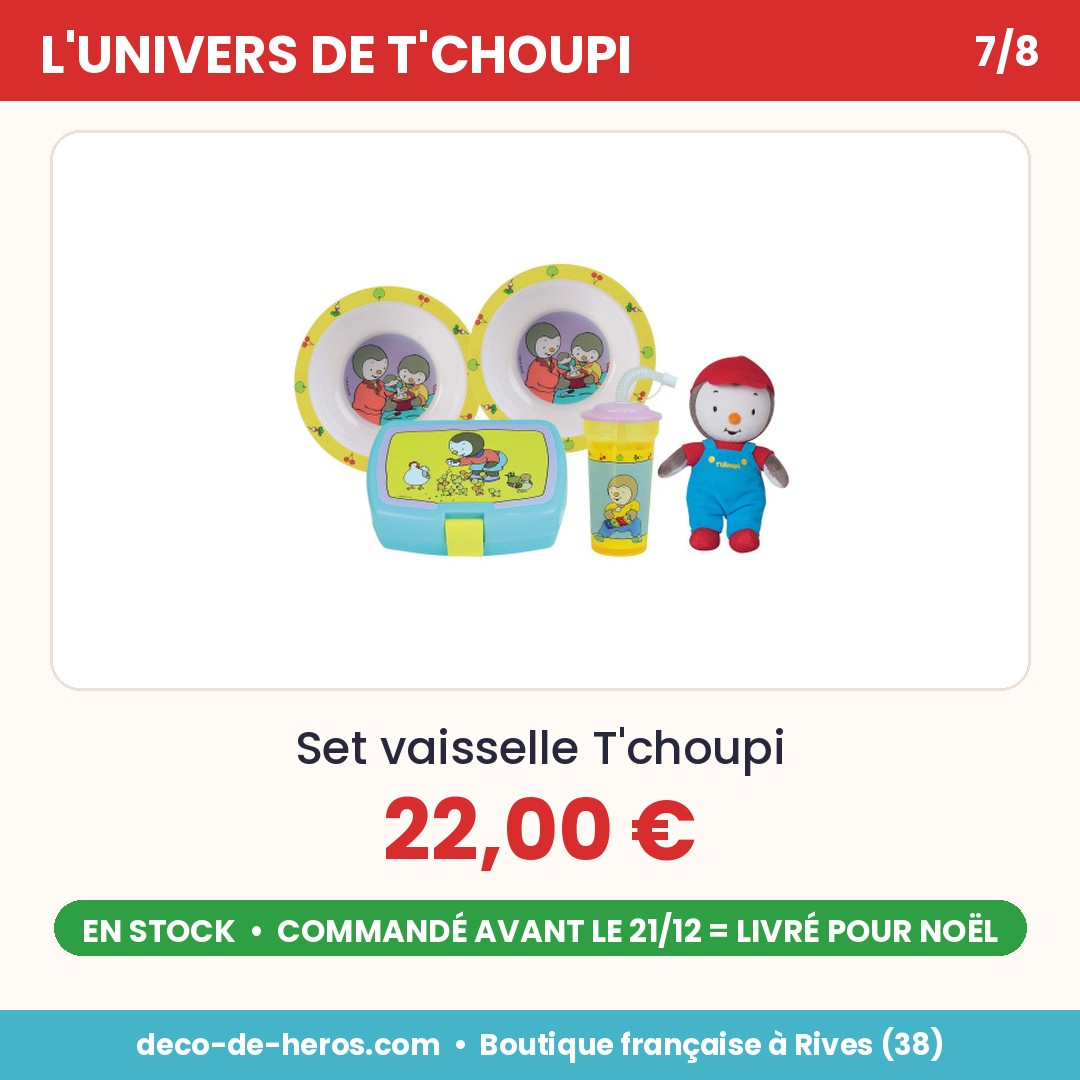 L'UNIVERS DE T'CHOUPI
7/8
T'choupi
Set vaisselle T'choupi
22,00 €
EN STOCK • COMMANDÉ AVANT LE 21/12 = LIVRÉ POUR NOËL
deco-de-heros.com • Boutique française à Rives (38)